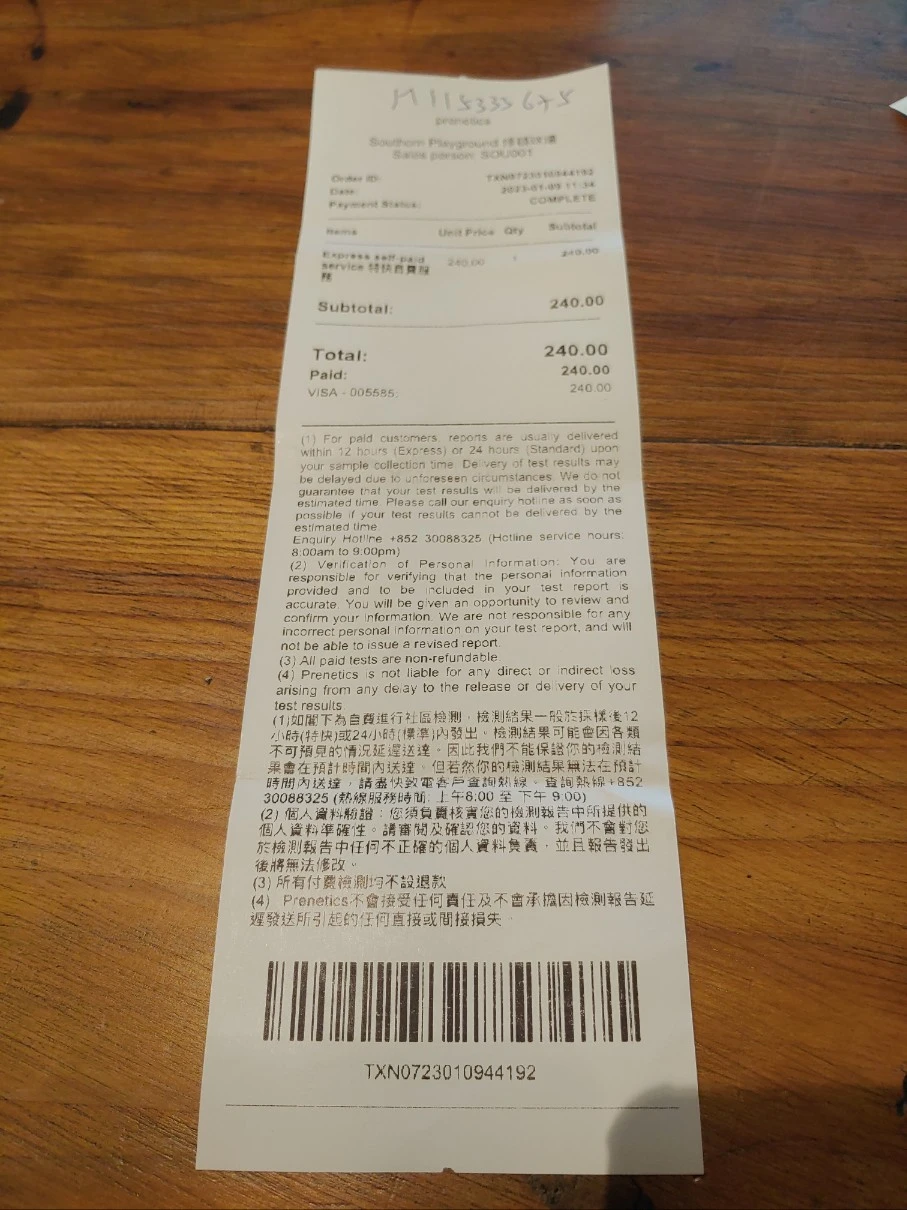 M115333645
prenetics
Southorn Playground 修頓球場
Sales person: SOU001
Order ID: TXN0723010944192
Date: 2023-01-09 11:34
Payment Status: COMPLETE
Items Unit Price Qty Subtotal
Express self-paid 240.00 1 240.00
service 特快自費服
務
Subtotal: 240.00
Total: 240.00
Paid: 240.00
VISA - 005585: 240.00
(1) For paid customers, reports are usually delivered
within 12 hours (Express) or 24 hours (Standard) upon
your sample collection time. Delivery of test results may
be delayed due to unforeseen circumstances. We do not
guarantee that your test results will be delivered by the
estimated time. Please call our enquiry hotline as soon as
possible if your test results cannot be delivered by the
estimated time.
Enquiry Hotline +852 30088325 (Hotline service hours:
8:00am to 9:00pm)
(2) Verification of Personal Information: You are
responsible for verifying that the personal information
provided and to be included in your test report is
accurate. You will be given an opportunity to review and
confirm your information. We are not responsible for any
incorrect personal information on your test report, and will
not be able to issue a revised report.
(3) All paid tests are non-refundable.
(4) Prenetics is not liable for any direct or indirect loss
arising from any delay to the release or delivery of your
test results.
(1)如閣下為自費進行社區檢測，檢測結果一般於採樣後12
小時(特快)或24小時(標準)內發出。檢測結果可能會因各類
不可預見的情況延遲送達。因此我們不能保證你的檢測結
果會在預計時間內送達。但若然你的檢測結果無法在預計
時間內送達，請盡快致電客戶查詢熱線。查詢熱線+852
30088325 (熱線服務時間: 上午8:00 至 下午 9:00)
(2) 個人資料驗證：您須負責核實您的檢測報告中所提供的
個人資料準確性。請審閱及確認您的資料。我們不會對您
於檢測報告中任何不正確的個人資料負責，並且報告發出
後將無法修改。
(3) 所有付費檢測均不設退款
(4) Prenetics不會接受任何責任及不會承擔因檢測報告延
遲發送所引起的任何直接或間接損失。
TXN0723010944192